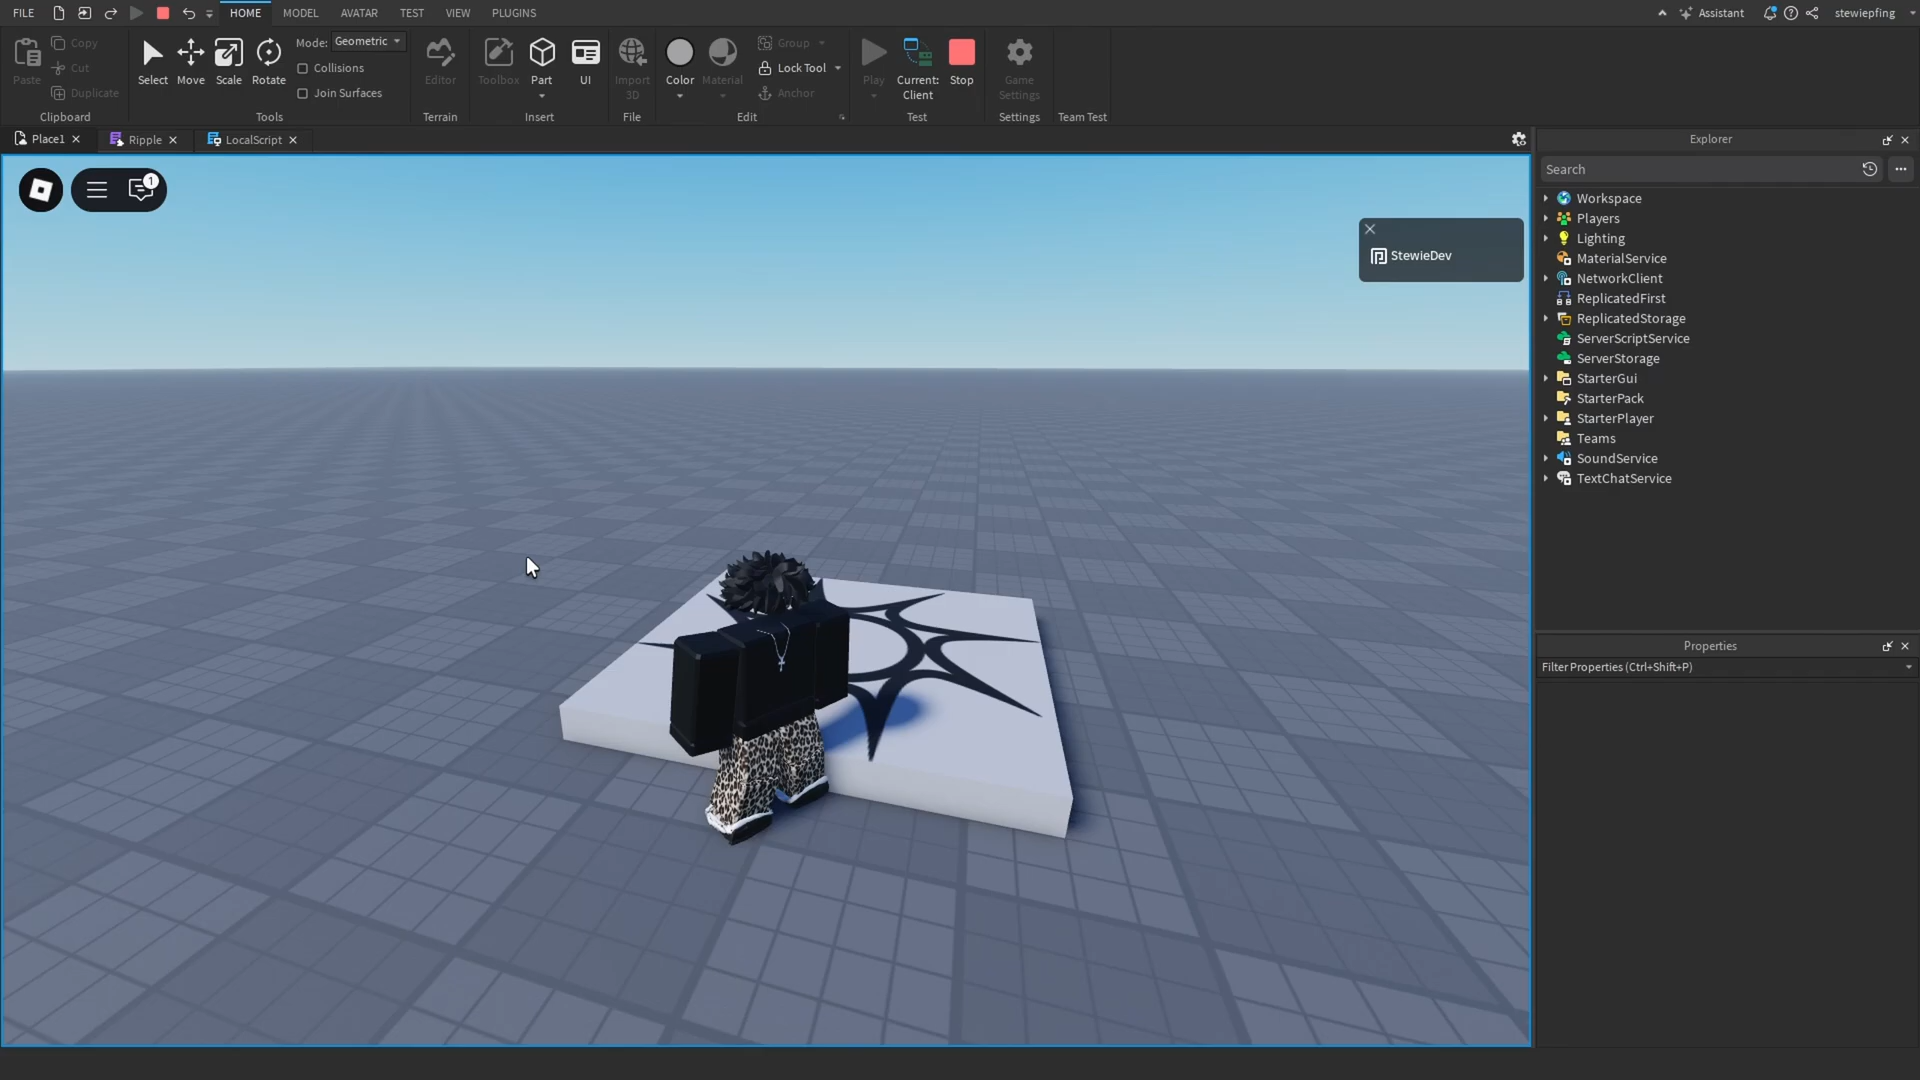 FILE HOME MODEL AVATAR TEST VIEW PLUGINS Assistant stewiepfing
Paste Copy Cut Duplicate
Clipboard
Select Move Scale Rotate Mode: Geometric Collisions Join Surfaces
Tools
Editor
Terrain
Toolbox Part UI
Insert
Import 3D
File
Color Material Group Lock Tool Anchor
Edit
Play Current: Client Stop
Test
Game Settings
Settings
Team Test
Place1 Ripple LocalScript
1
StewieDev
Explorer
Search
Workspace
Players
Lighting
MaterialService
NetworkClient
ReplicatedFirst
ReplicatedStorage
ServerScriptService
ServerStorage
StarterGui
StarterPack
StarterPlayer
Teams
SoundService
TextChatService
Properties
Filter Properties (Ctrl+Shift+P)